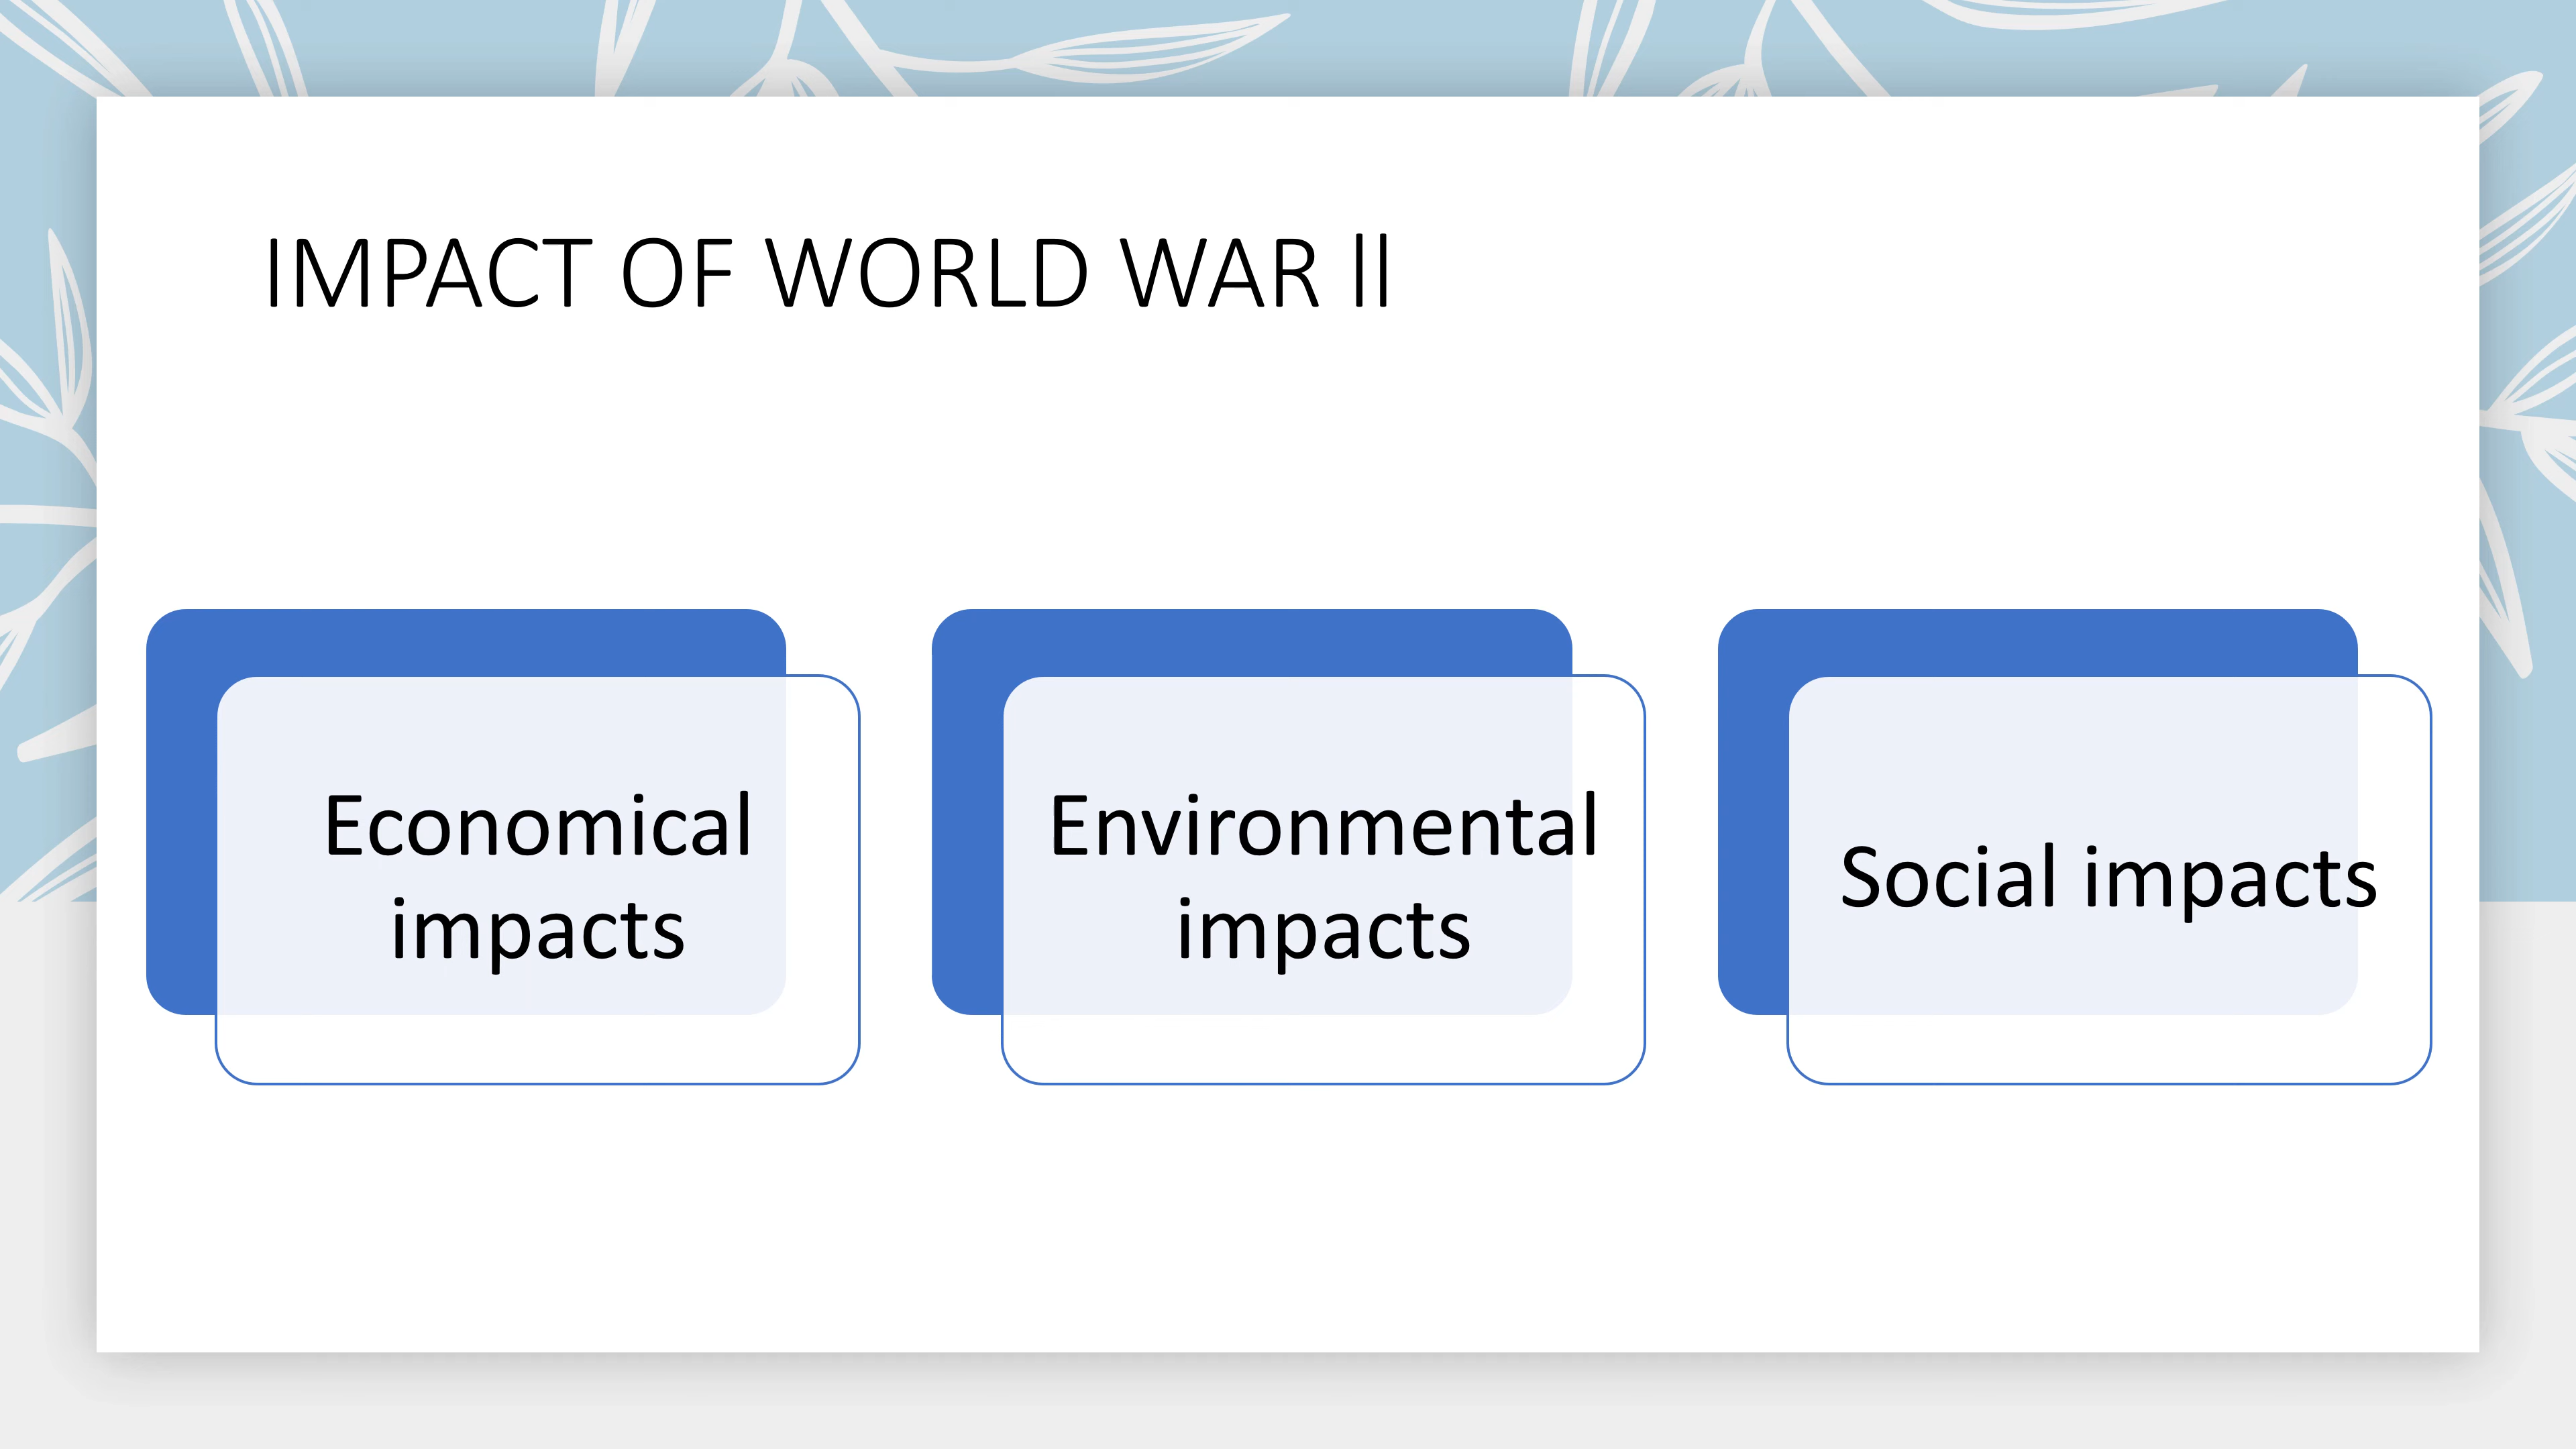 IMPACT OF WORLD WAR ll
Economical
impacts
Environmental
impacts
Social impacts